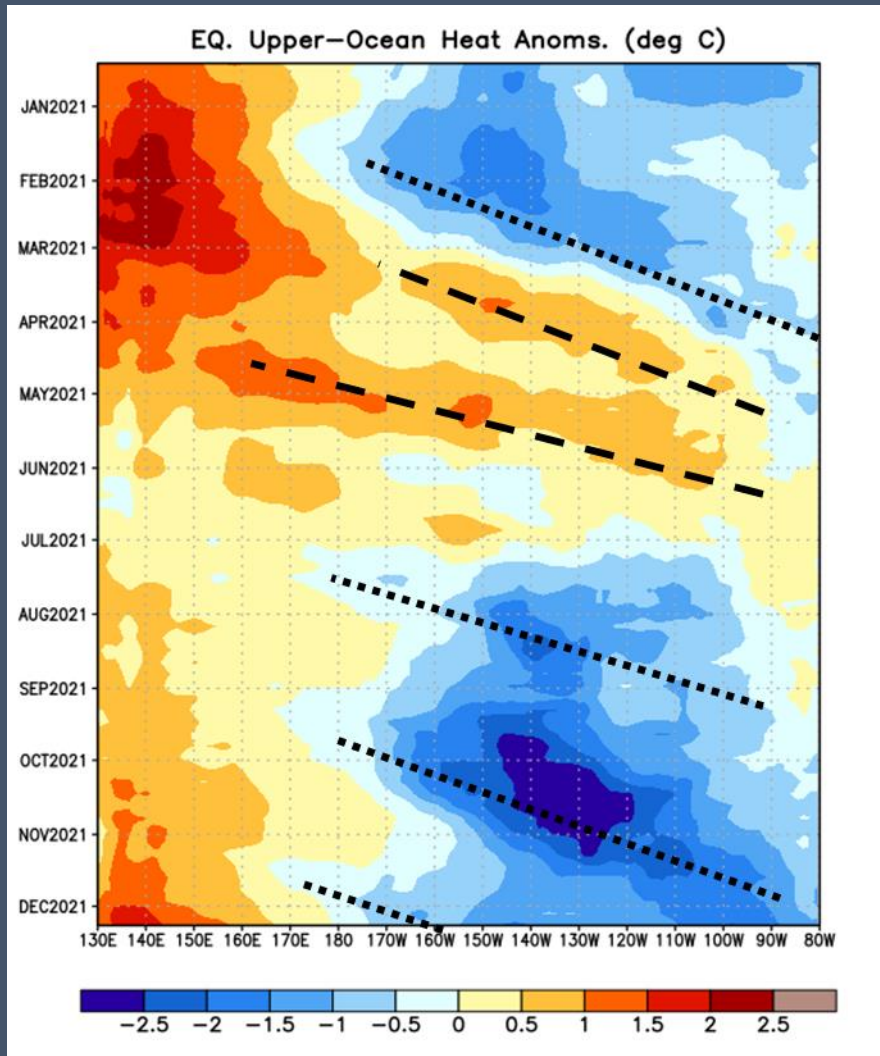 EQ. Upper-Ocean Heat Anoms. (deg C)
JAN2021
FEB2021
MAR2021
APR2021
MAY2021
JUN2021
JUL2021
AUG2021
SEP2021
OCT2021
NOV2021
DEC2021
130E 140E 150E 160E 170E 180 170W 160W 150W 140W 130W 120W 110W 100W 90W 80W
-2.5 -2 -1.5 -1 -0.5 0 0.5 1 1.5 2 2.5